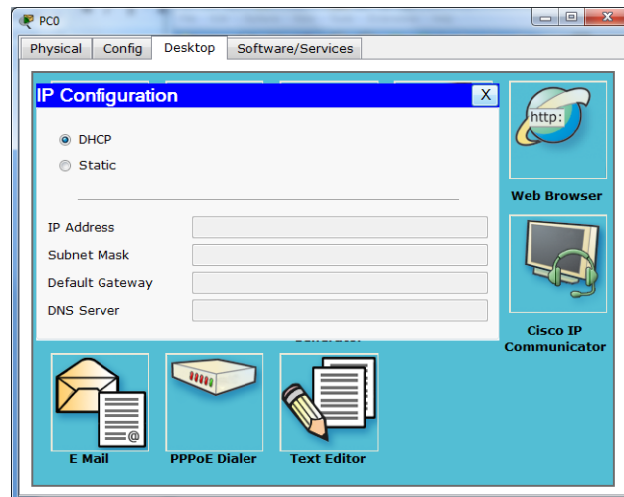 PC0
Physical Config Desktop Software/Services
IP Configuration X
DHCP
Static
IP Address
Subnet Mask
Default Gateway
DNS Server
http:
Web Browser
Cisco IP
Communicator
@
E Mail
PPPoE Dialer
Text Editor